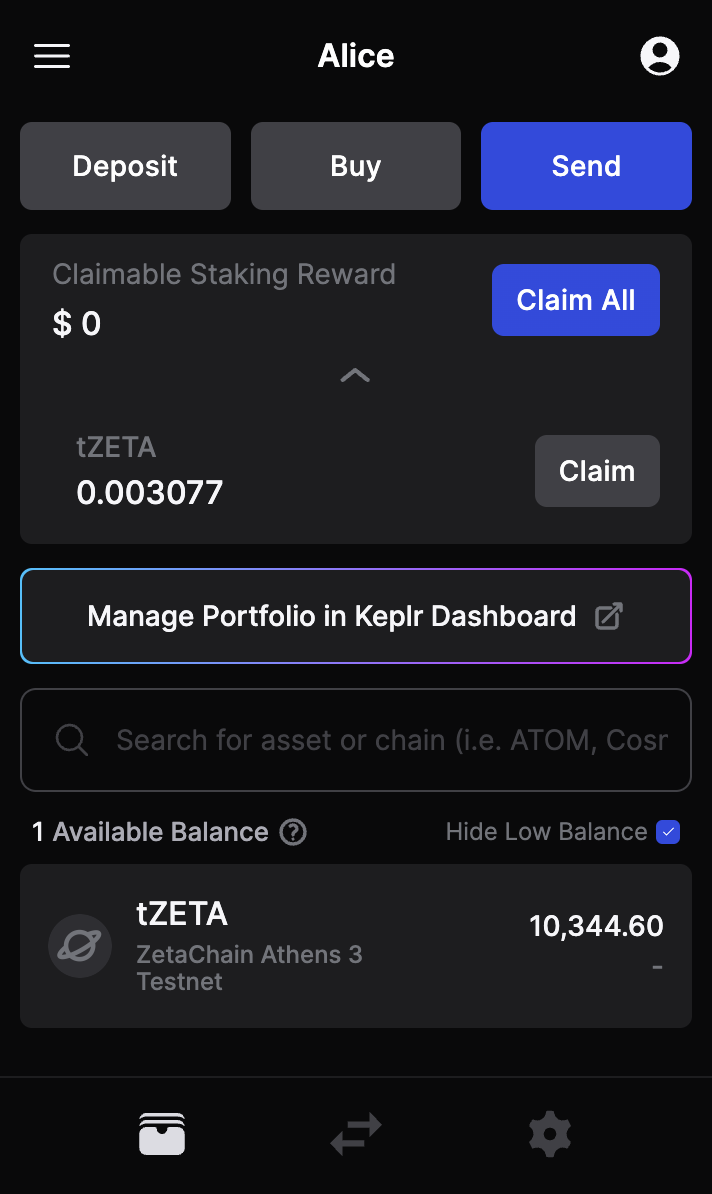 Alice
Deposit
Buy
Send
Claimable Staking Reward
$ 0
Claim All
tZETA
0.003077
Claim
Manage Portfolio in Keplr Dashboard
Search for asset or chain (i.e. ATOM, Cosr
1 Available Balance
Hide Low Balance
tZETA
10,344.60
ZetaChain Athens 3
-
Testnet